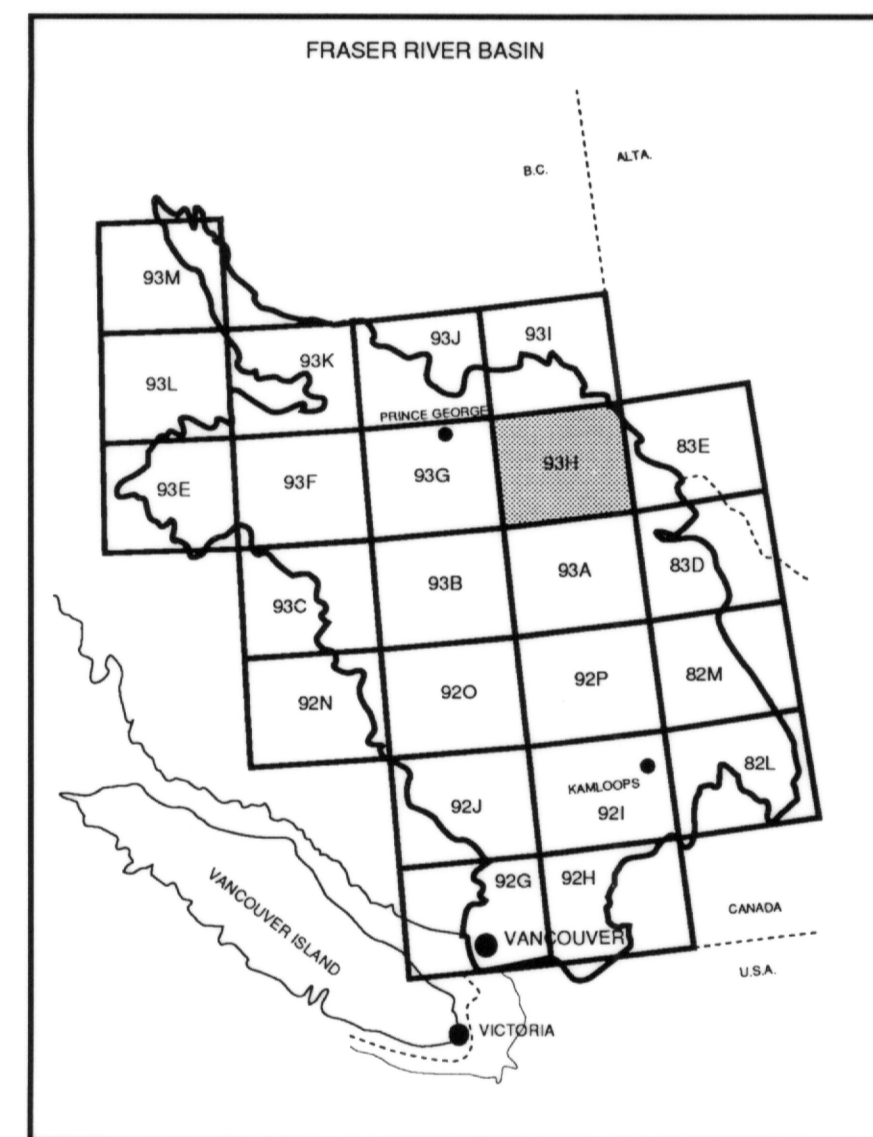 FRASER RIVER BASIN
B.C.
ALTA.
93M
93L
93K
93J
93I
PRINCE GEORGE
93E
93F
93G
93H
83E
93C
93B
93A
83D
92N
92O
92P
82M
92J
KAMLOOPS
92I
82L
92G
92H
VANCOUVER
CANADA
U.S.A.
VANCOUVER ISLAND
VICTORIA